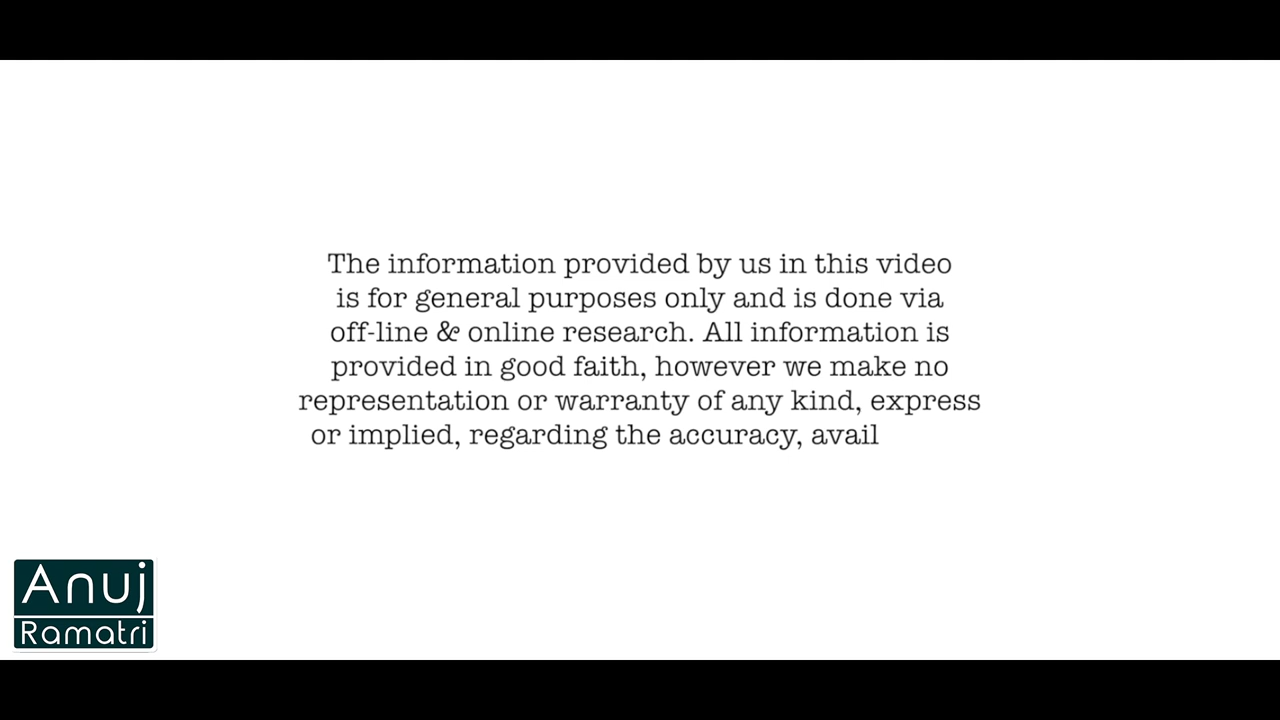 The information provided by us in this video
is for general purposes only and is done via
off-line & online research. All information is
provided in good faith, however we make no
representation or warranty of any kind, express
or implied, regarding the accuracy, avail
Anuj
Ramatri